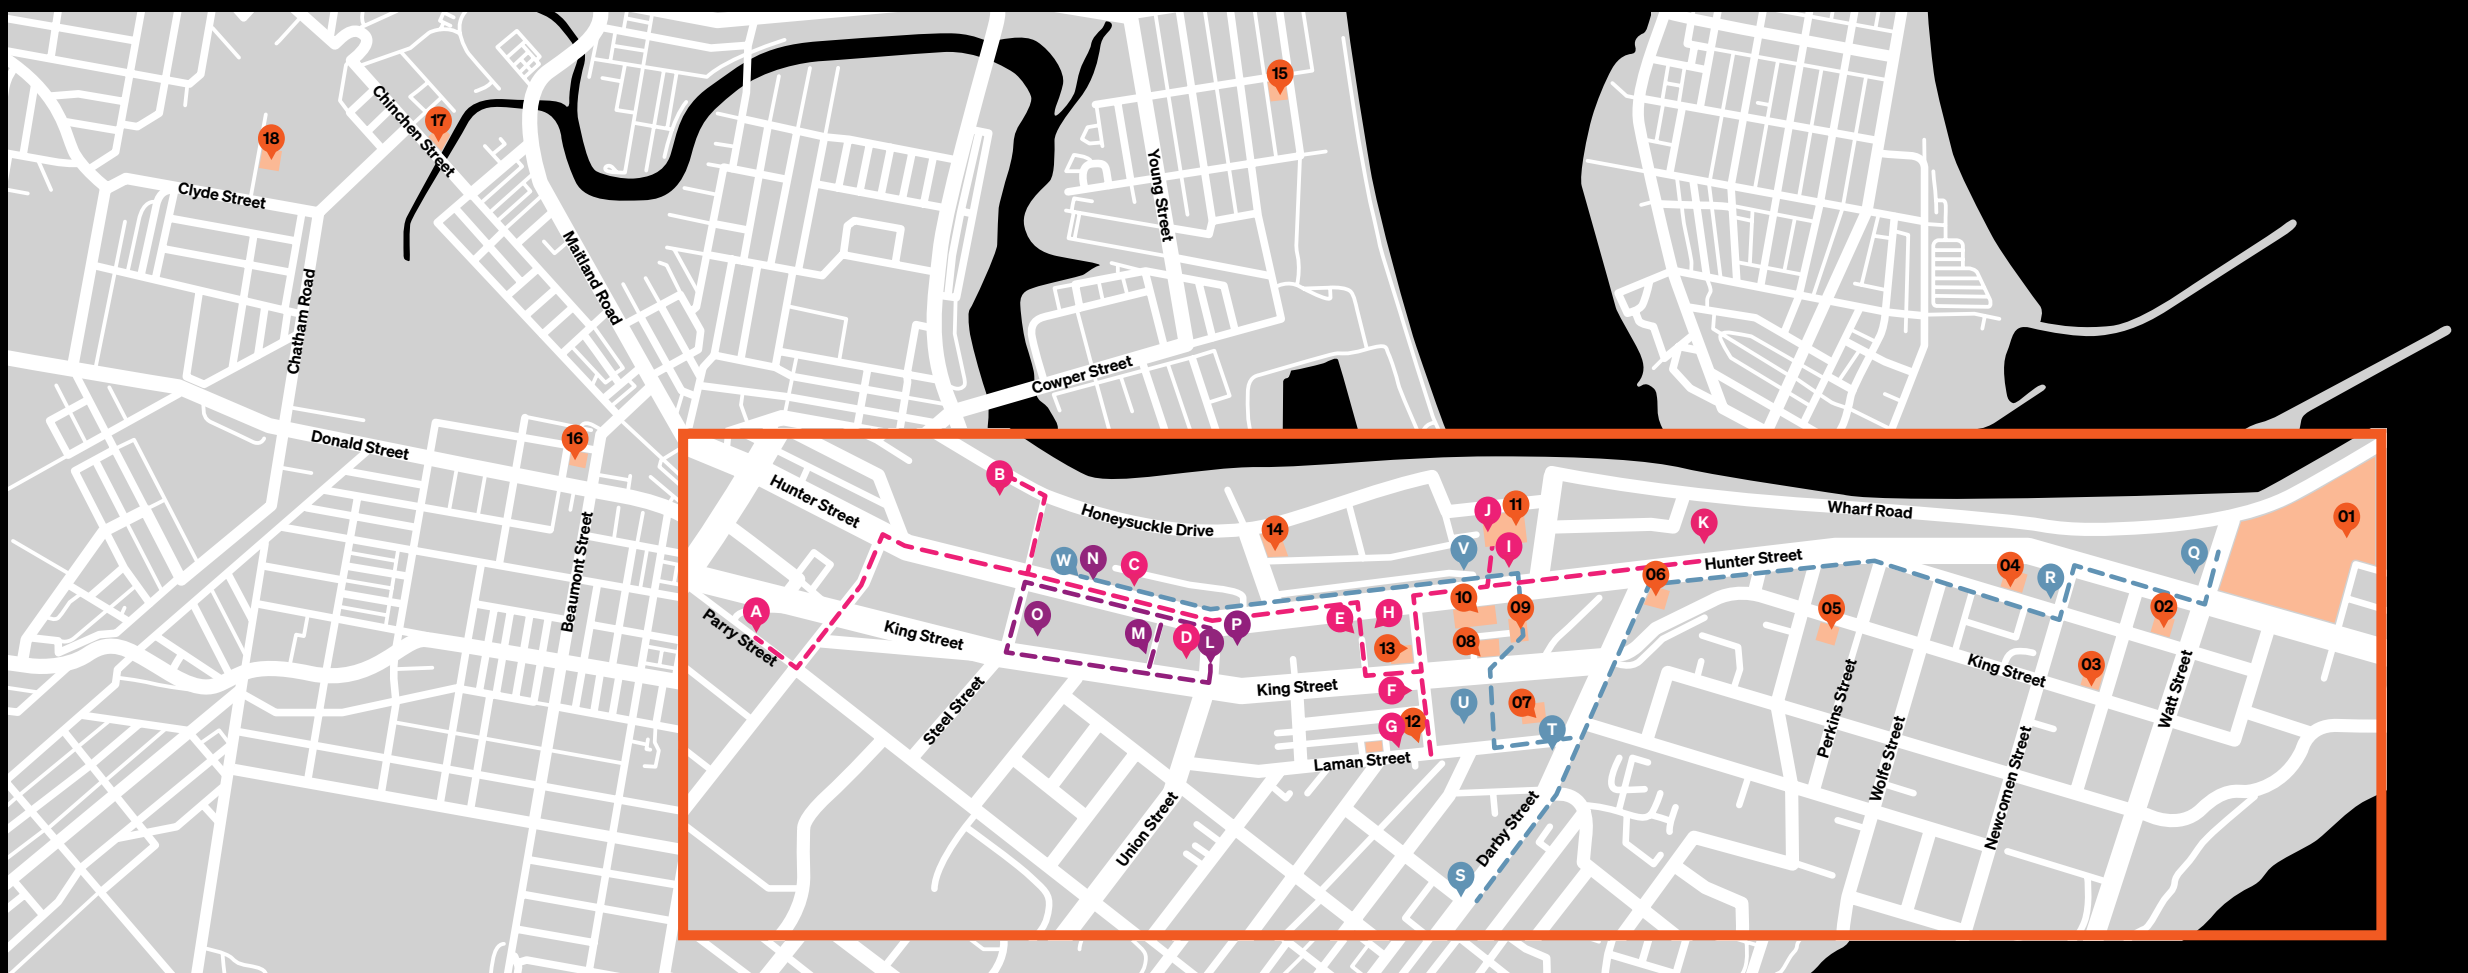 15
17
18
Chinchen Street
Young Street
Clyde Street
Maitland Road
Chatham Road
Cowper Street
Donald Street
16
Beaumont Street
B
Hunter Street
Honeysuckle Drive
14
J
11
K
Wharf Road
01
W
N
C
V
I
Hunter Street
06
04
R
Q
A
Parry Street
King Street
O
M
D
L
P
E
H
13
10
09
08
05
02
King Street
03
Steel Street
King Street
F
G
12
U
07
T
Laman Street
Perkins Street
Wolfe Street
Newcomen Street
Watt Street
Union Street
Darby Street
S